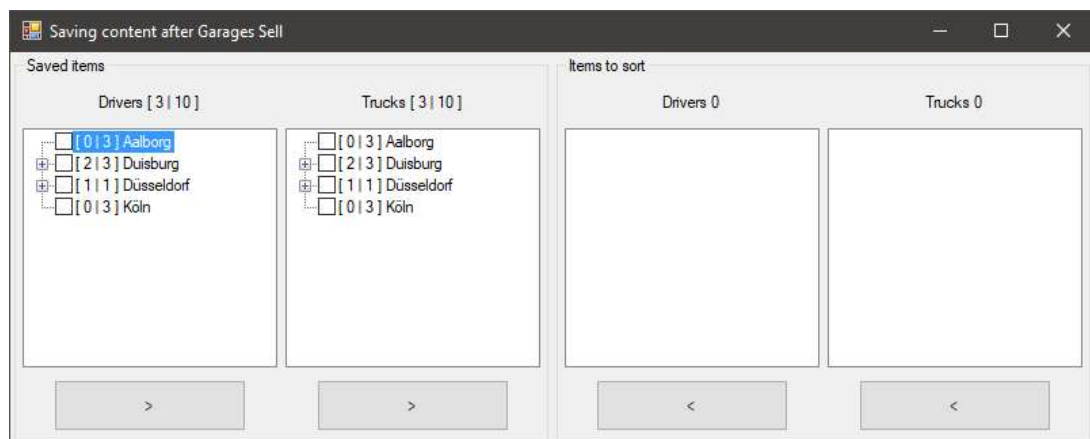 Saving content after Garages Sell
Saved items
Drivers [ 3 | 10 ]
Trucks [ 3 | 10 ]
[ 0 | 3 ] Aalborg
[ 2 | 3 ] Duisburg
[ 1 | 1 ] Düsseldorf
[ 0 | 3 ] Köln
[ 0 | 3 ] Aalborg
[ 2 | 3 ] Duisburg
[ 1 | 1 ] Düsseldorf
[ 0 | 3 ] Köln
>
>
Items to sort
Drivers 0
Trucks 0
<
<